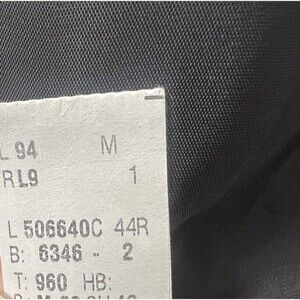 L 94 M
RL9 1
L 506640C 44R
B: 6346 - 2
T: 960 HB: